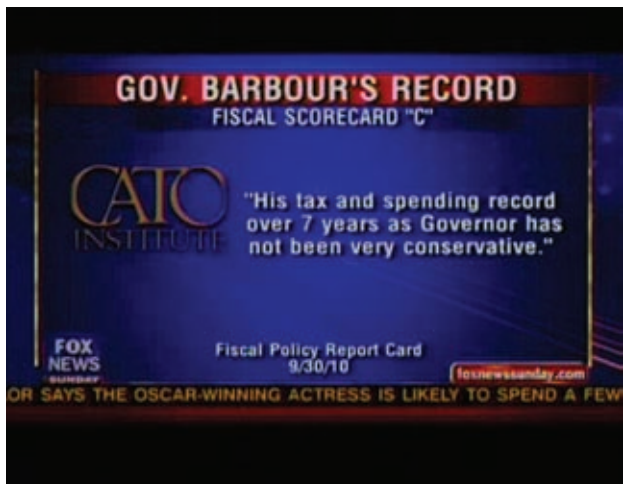 GOV. BARBOUR'S RECORD
FISCAL SCORECARD "C"
CATO
INSTITUTE
"His tax and spending record
over 7 years as Governor has
not been very conservative."
Fiscal Policy Report Card
9/30/10
FOX
NEWS
SUNDAY
foxnewssunday.com
OR SAYS THE OSCAR-WINNING ACTRESS IS LIKELY TO SPEND A FEW